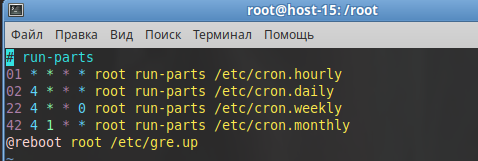 root@host-15: /root
Файл Правка Вид Поиск Терминал Помощь
# run-parts
01 * * * * root run-parts /etc/cron.hourly
02 4 * * * root run-parts /etc/cron.daily
22 4 * * 0 root run-parts /etc/cron.weekly
42 4 1 * * root run-parts /etc/cron.monthly
@reboot root /etc/gre.up
~